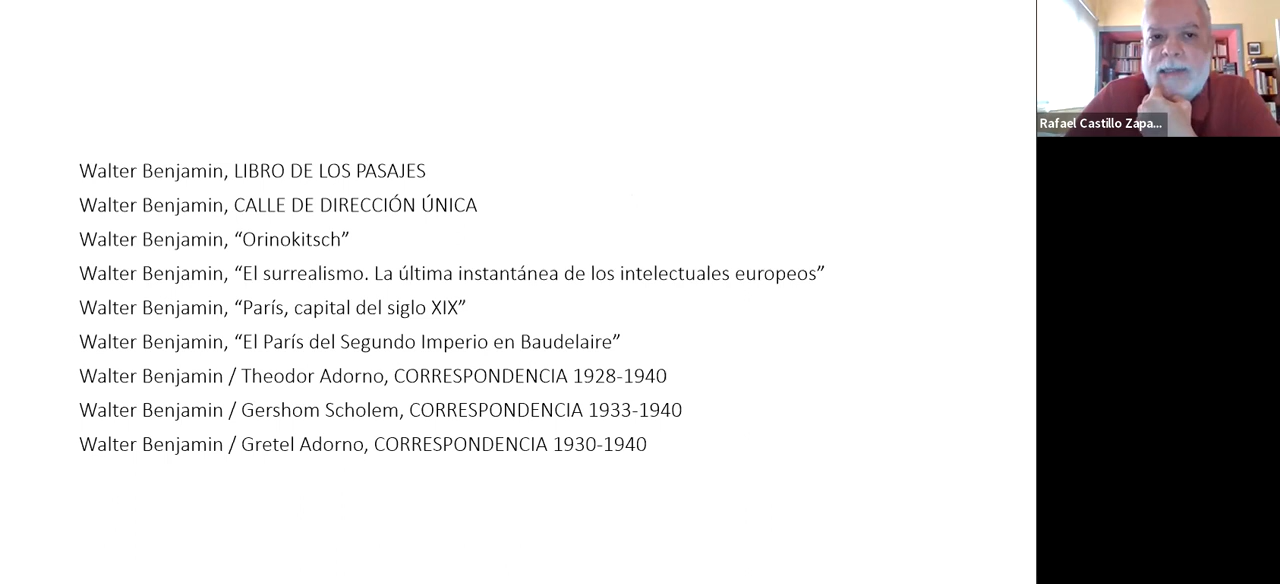 Walter Benjamin, LIBRO DE LOS PASAJES
Walter Benjamin, CALLE DE DIRECCIÓN ÚNICA
Walter Benjamin, “Orinokitsch”
Walter Benjamin, “El surrealismo. La última instantánea de los intelectuales europeos”
Walter Benjamin, “París, capital del siglo XIX”
Walter Benjamin, “El París del Segundo Imperio en Baudelaire”
Walter Benjamin / Theodor Adorno, CORRESPONDENCIA 1928-1940
Walter Benjamin / Gershom Scholem, CORRESPONDENCIA 1933-1940
Walter Benjamin / Gretel Adorno, CORRESPONDENCIA 1930-1940
Rafael Castillo Zapa...